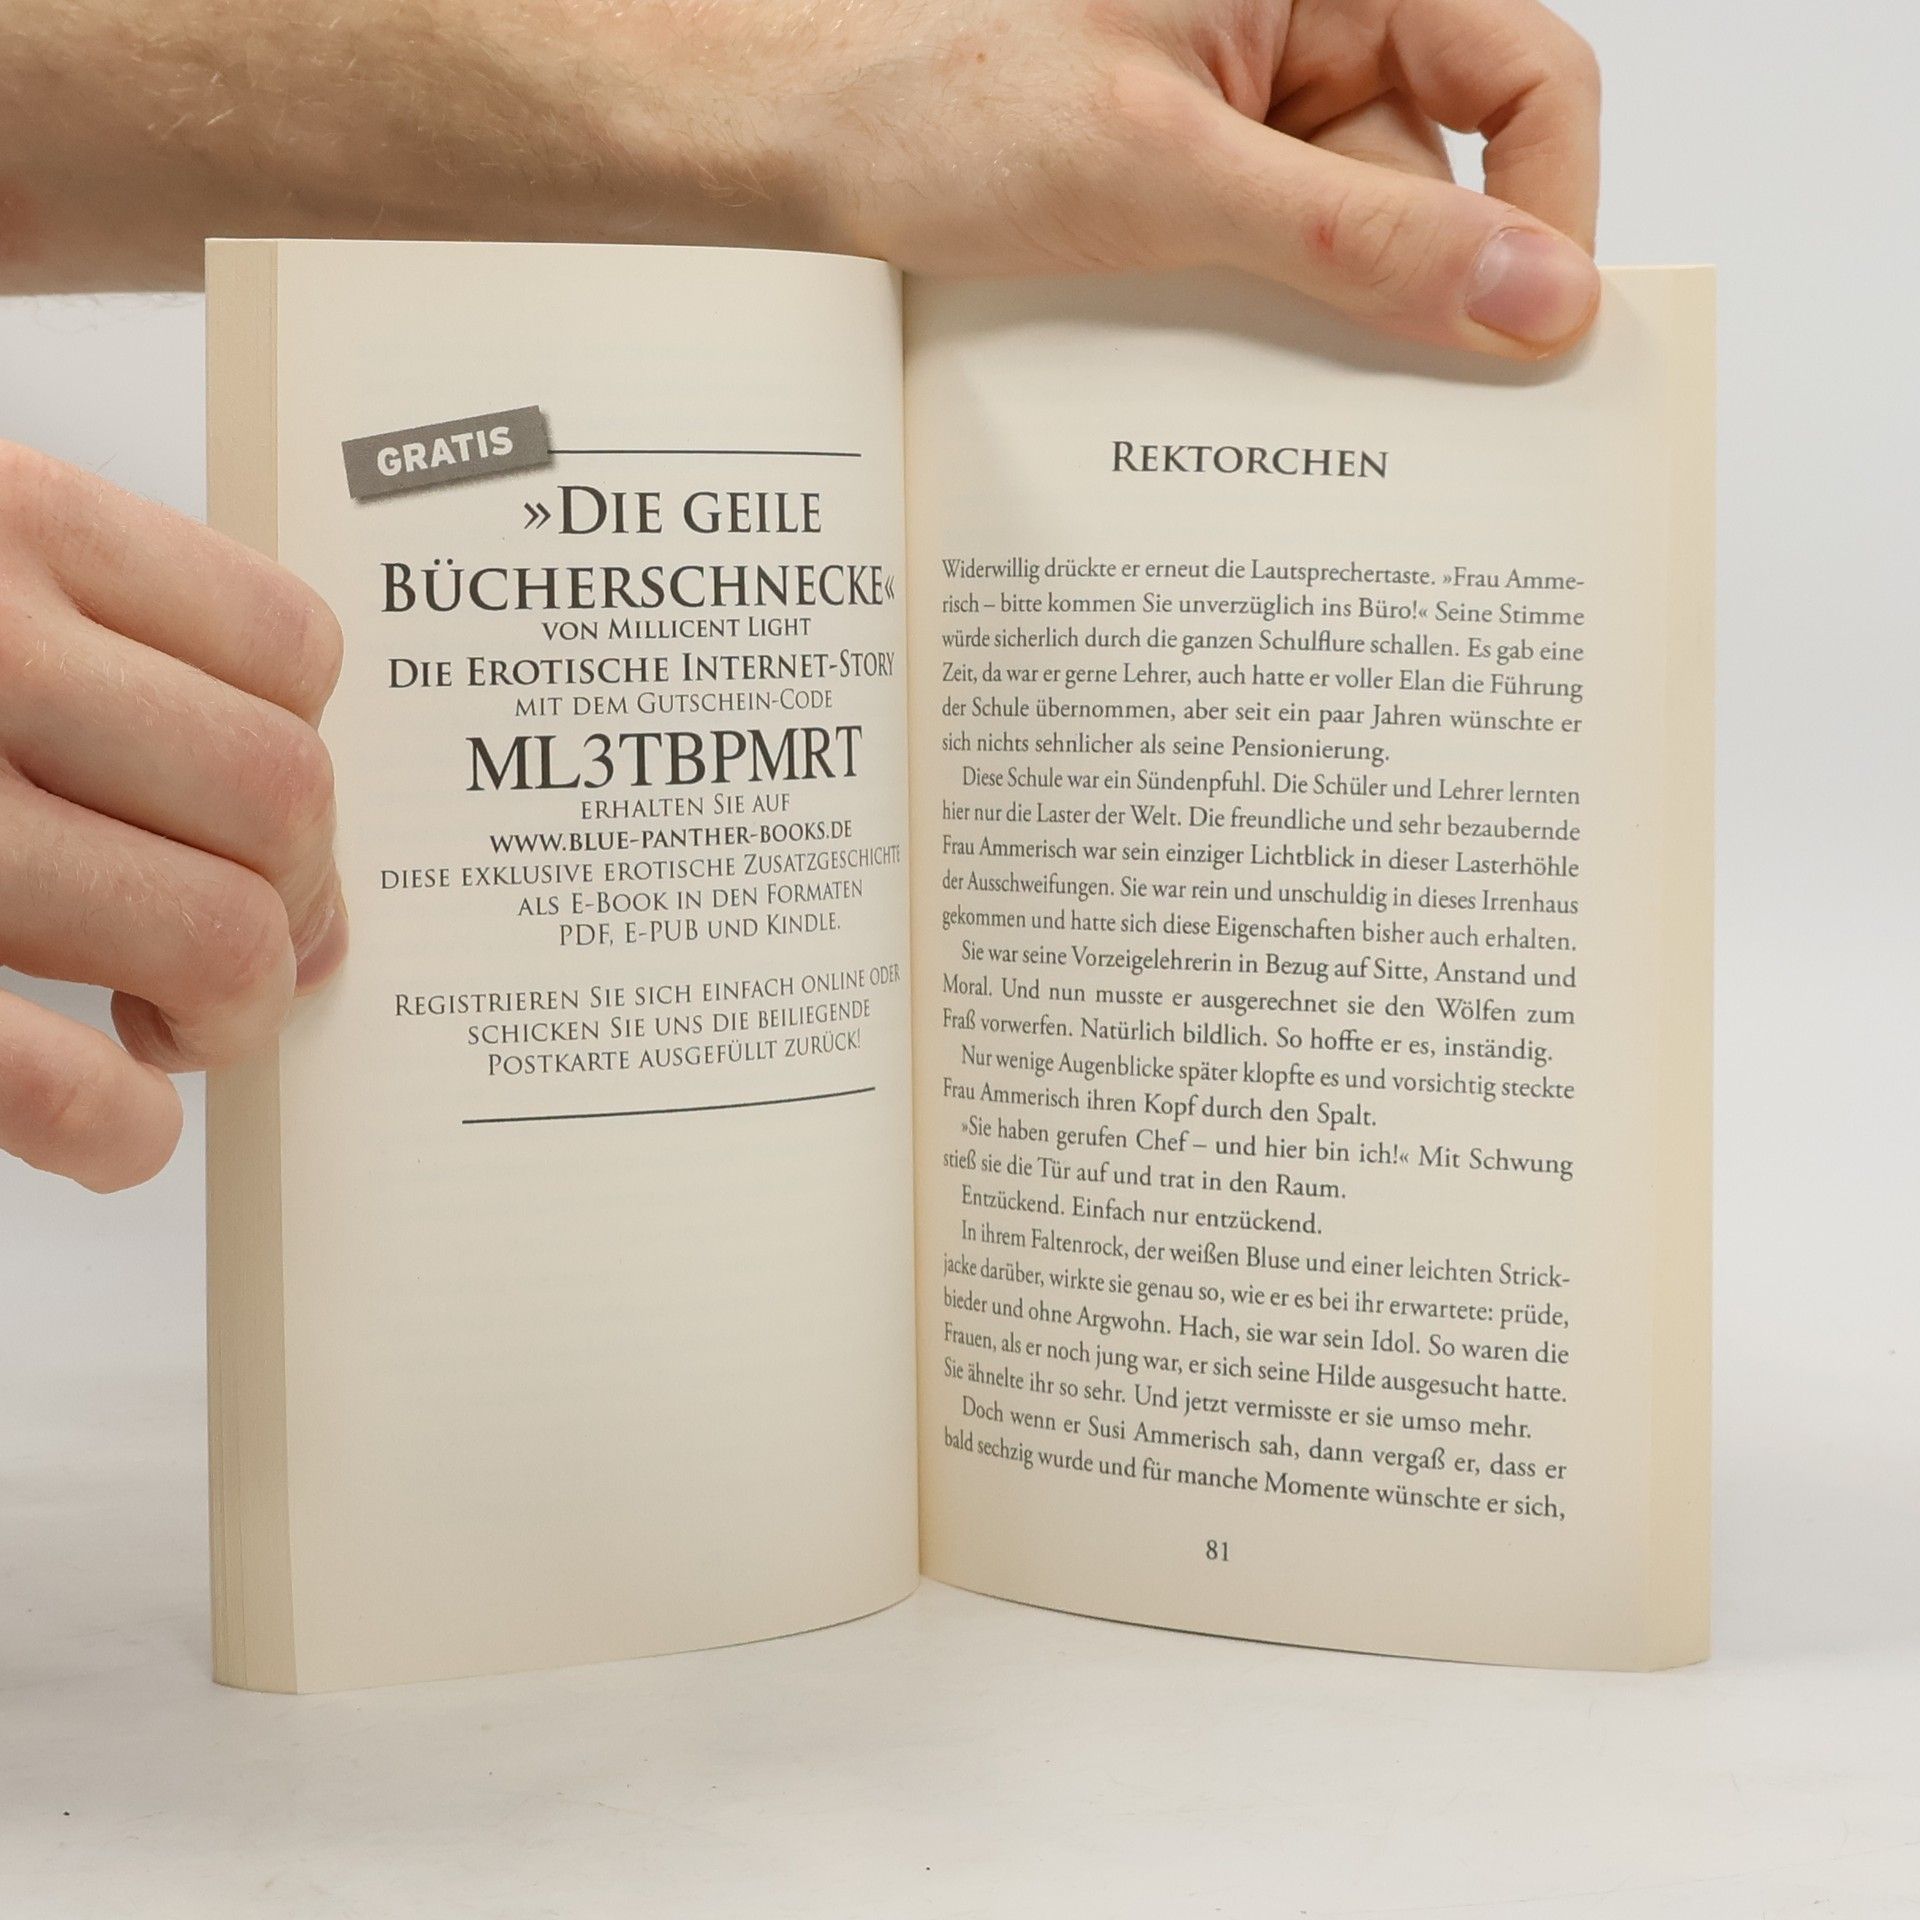 GRATIS
»DIE GEILE
BÜCHERSCHNECKE«
VON MILLICENT LIGHT
DIE EROTISCHE INTERNET-STORY
MIT DEM GUTSCHEIN-CODE
ML3TBPMRT
ERHALTEN SIE AUF
WWW.BLUE-PANTHER-BOOKS.DE
DIESE EXKLUSIVE EROTISCHE ZUSATZGESCHICHTE
ALS E-BOOK IN DEN FORMATEN
PDF, E-PUB UND KINDLE.
REGISTRIEREN SIE SICH EINFACH ONLINE ODER
SCHICKEN SIE UNS DIE BEILIEGENDE
POSTKARTE AUSGEFÜLLT ZURÜCK!
REKTORCHEN
Widerwillig drückte er erneut die Lautsprechertaste. »Frau Amme-
risch – bitte kommen Sie unverzüglich ins Büro!« Seine Stimme
würde sicherlich durch die ganzen Schulflure schallen. Es gab eine
Zeit, da war er gerne Lehrer, auch hatte er voller Elan die Führung
der Schule übernommen, aber seit ein paar Jahren wünschte er
sich nichts sehnlicher als seine Pensionierung.
Diese Schule war ein Sündenpfuhl. Die Schüler und Lehrer lernten
hier nur die Laster der Welt. Die freundliche und sehr bezaubernde
Frau Ammerisch war sein einziger Lichtblick in dieser Lasterhöhle
der Ausschweifungen. Sie war rein und unschuldig in dieses Irrenhaus
gekommen und hatte sich diese Eigenschaften bisher auch erhalten.
Sie war seine Vorzeigelehrerin in Bezug auf Sitte, Anstand und
Moral. Und nun musste er ausgerechnet sie den Wölfen zum
Fraß vorwerfen. Natürlich bildlich. So hoffte er es, inständig.
Nur wenige Augenblicke später klopfte es und vorsichtig steckte
Frau Ammerisch ihren Kopf durch den Spalt.
»Sie haben gerufen Chef – und hier bin ich!« Mit Schwung
stieß sie die Tür auf und trat in den Raum.
Entzückend. Einfach nur entzückend.
In ihrem Faltenrock, der weißen Bluse und einer leichten Strick-
jacke darüber, wirkte sie genau so, wie er es bei ihr erwartete: prüde,
bieder und ohne Argwohn. Hach, sie war sein Idol. So waren die
Frauen, als er noch jung war, er sich seine Hilde ausgesucht hatte.
Sie ähnelte ihr so sehr. Und jetzt vermisste er sie umso mehr.
Doch wenn er Susi Ammerisch sah, dann vergaß er, dass er
bald sechzig wurde und für manche Momente wünschte er sich,
81